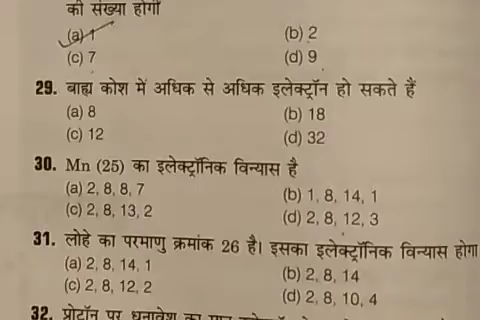 की संख्या होगी
(a) 1 (b) 2
(c) 7 (d) 9
29. बाह्य कोश में अधिक से अधिक इलेक्ट्रॉन हो सकते हैं
(a) 8 (b) 18
(c) 12 (d) 32
30. Mn (25) का इलेक्ट्रॉनिक विन्यास है
(a) 2, 8, 8, 7 (b) 1, 8, 14, 1
(c) 2, 8, 13, 2 (d) 2, 8, 12, 3
31. लोहे का परमाणु क्रमांक 26 है। इसका इलेक्ट्रॉनिक विन्यास होगा
(a) 2, 8, 14, 1 (b) 2, 8, 14
(c) 2, 8, 12, 2 (d) 2, 8, 10, 4
32. प्रोटॉन पर धनावेश का मान